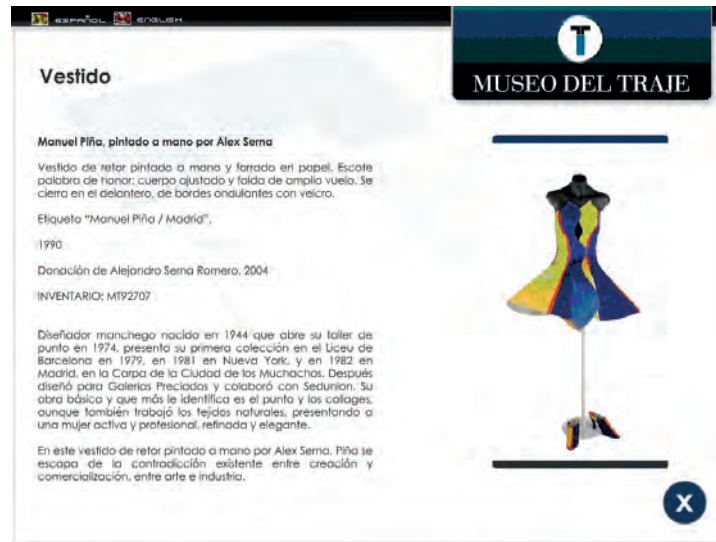 ESPAÑOL ENGLISH
T
MUSEO DEL TRAJE
Vestido
Manuel Piña, pintado a mano por Alex Serna
Vestido de retor pintado a mano y forrado en papel. Escote
palabra de honor; cuerpo ajustado y falda de amplio vuelo. Se
cierra en el delantero, de bordes ondulantes con velcro.
Etiqueta "Manuel Piña / Madrid".
1990
Donación de Alejandro Serna Romero, 2004
INVENTARIO: MT92707
Diseñador manchego nacido en 1944 que abre su taller de
punto en 1974, presenta su primera colección en el Liceu de
Barcelona en 1979, en 1981 en Nueva York, y en 1982 en
Madrid, en la Carpa de la Ciudad de los Muchachos. Después
diseñó para Galerías Preciados y colaboró con Sedunion. Su
obra básica y que más le identifica es el punto y los collages,
aunque también trabajó los tejidos naturales, presentando a
una mujer activa y profesional, refinada y elegante.
En este vestido de retor pintado a mano por Alex Serna, Piña se
escapa de la contradicción existente entre creación y
comercialización, entre arte e industria.
X